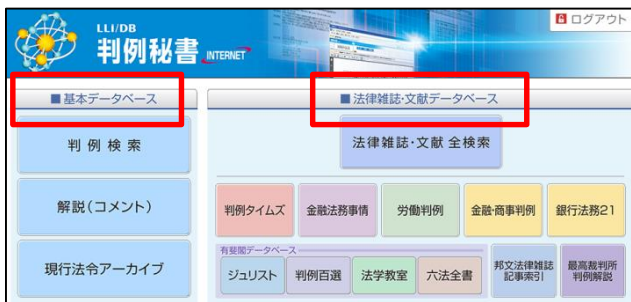 LLI/DB
判例秘書 INTERNET
ログアウト
■基本データベース
判例検索
解説(コメント)
現行法令アーカイブ
■法律雑誌・文献データベース
法律雑誌・文献 全検索
判例タイムズ
金融法務事情
労働判例
金融・商事判例
銀行法務21
有斐閣データベース
ジュリスト
判例百選
法学教室
六法全書
邦文法律雑誌
記事索引
最高裁判所
判例解説